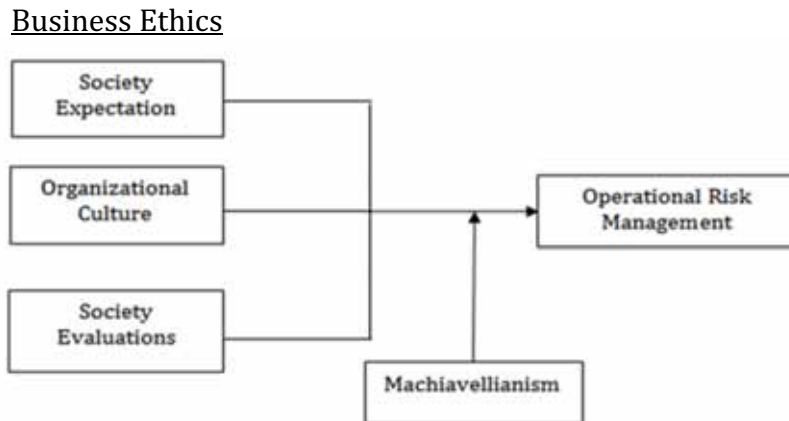 Business Ethics
Society
Expectation
Organizational
Culture
Society
Evaluations
Operational Risk
Management
Machiavellianism